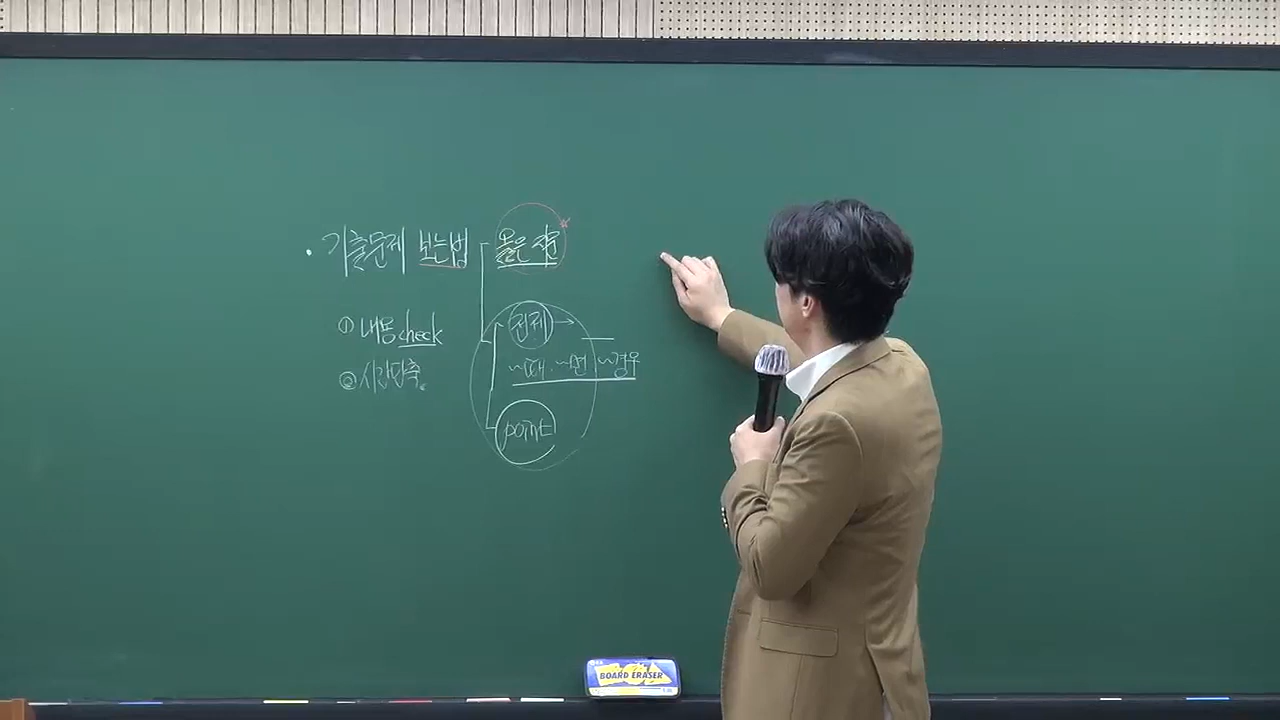 · 기출문제 보는법 옳은 것은
① 내용 check
② 시간단축.
전제 →
~때, ~면, ~경우
point
BOARD ERASER